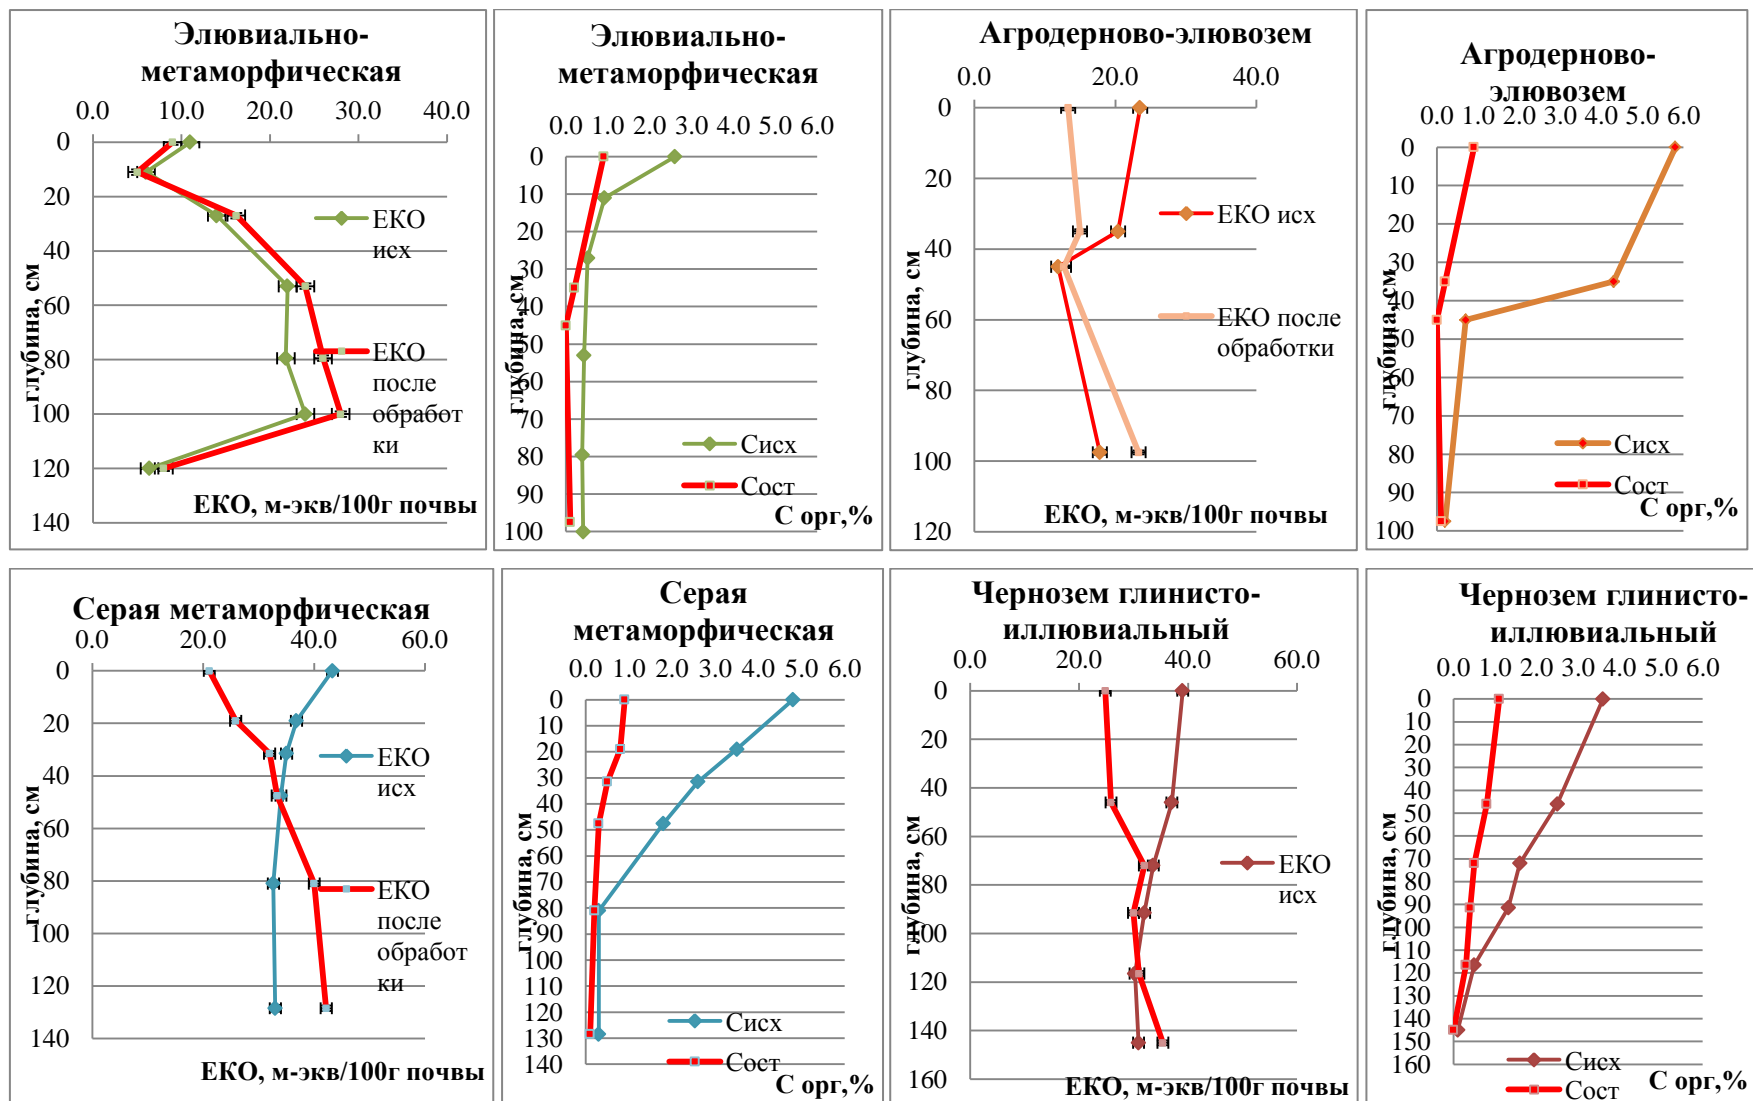 Элювиально-
метаморфическая
0.0 10.0 20.0 30.0 40.0
0
20
40
60
80
100
120
140
глубина, см
ЕКО
исх
ЕКО
после
обработ
ки
ЕКО, м-экв/100г почвы
Элювиально-
метаморфическая
0.0 1.0 2.0 3.0 4.0 5.0 6.0
0
10
20
30
40
50
60
70
80
90
100
глубина, см
Сисх
Сост
С орг,%
Агродерново-элювозем
0.0 20.0 40.0
0
20
40
60
80
100
120
глубина, см
ЕКО исх
ЕКО после
обработки
ЕКО, м-экв/100г почвы
Агродерново-
элювозем
0.0 1.0 2.0 3.0 4.0 5.0 6.0
0
10
20
30
40
50
60
70
80
90
100
глубина, см
Сисх
Сост
С орг,%
Серая метаморфическая
0.0 20.0 40.0 60.0
0
20
40
60
80
100
120
140
глубина, см
ЕКО
исх
ЕКО
после
обработ
ки
ЕКО, м-экв/100г почвы
Серая
метаморфическая
0.0 1.0 2.0 3.0 4.0 5.0 6.0
0
10
20
30
40
50
60
70
80
90
100
110
120
130
140
глубина, см
Сисх
Сост
С орг,%
Чернозем глинисто-
иллювиальный
0.0 20.0 40.0 60.0
0
20
40
60
80
100
120
140
160
глубина, см
ЕКО
исх
ЕКО, м-экв/100г почвы
Чернозем глинисто-
иллювиальный
0.0 1.0 2.0 3.0 4.0 5.0 6.0
0
10
20
30
40
50
60
70
80
90
100
110
120
130
140
150
160
глубина, см
Сисх
Сост
С орг,%